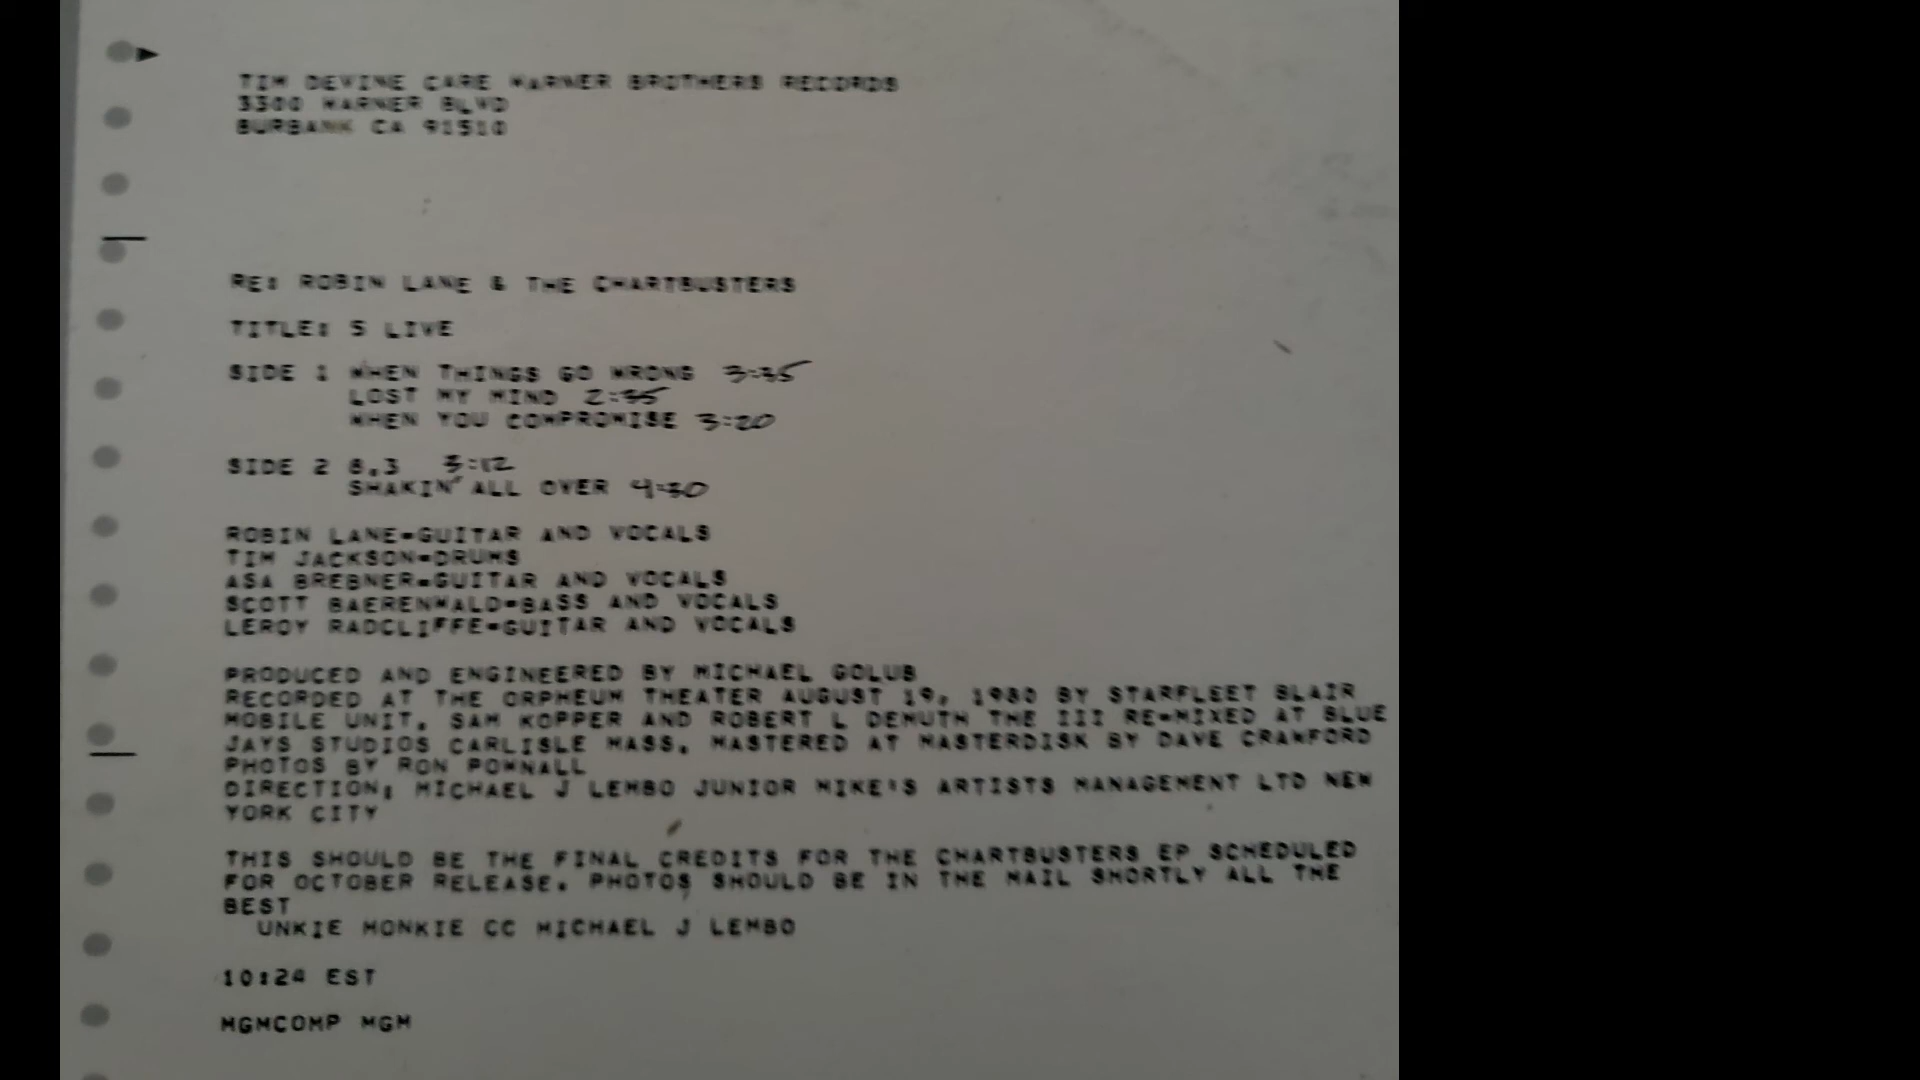 TIM DEVINE CARE WARNER BROTHERS RECORDS
3300 WARNER BLVD
BURBANK CA 91510
RE: ROBIN LANE & THE CHARTBUSTERS
TITLE: 5 LIVE
SIDE 1 WHEN THINGS GO WRONG 3:35
LOST MY MIND 2:35
WHEN YOU COMPROMISE 3:20
SIDE 2 8.3 3:12
SHAKIN' ALL OVER 4:30
ROBIN LANE-GUITAR AND VOCALS
TIM JACKSON-DRUMS
ASA BREBNER-GUITAR AND VOCALS
SCOTT BAERENWALD-BASS AND VOCALS
LEROY RADCLIFFE-GUITAR AND VOCALS
PRODUCED AND ENGINEERED BY MICHAEL GOLUB
RECORDED AT THE ORPHEUM THEATER AUGUST 19, 1980 BY STARFLEET BLAIR
MOBILE UNIT. SAM KOPPER AND ROBERT L DEMUTH THE III RE-MIXED AT BLUE
JAYS STUDIOS CARLISLE MASS. MASTERED AT MASTERDISK BY DAVE CRAWFORD
PHOTOS BY RON POWNALL
DIRECTION: MICHAEL J LEMBO JUNIOR MIKE'S ARTISTS MANAGEMENT LTD NEW
YORK CITY
THIS SHOULD BE THE FINAL CREDITS FOR THE CHARTBUSTERS EP SCHEDULED
FOR OCTOBER RELEASE. PHOTOS SHOULD BE IN THE MAIL SHORTLY ALL THE
BEST
UNKIE MONKIE CC MICHAEL J LEMBO
10:24 EST
MGMCOMP MGM